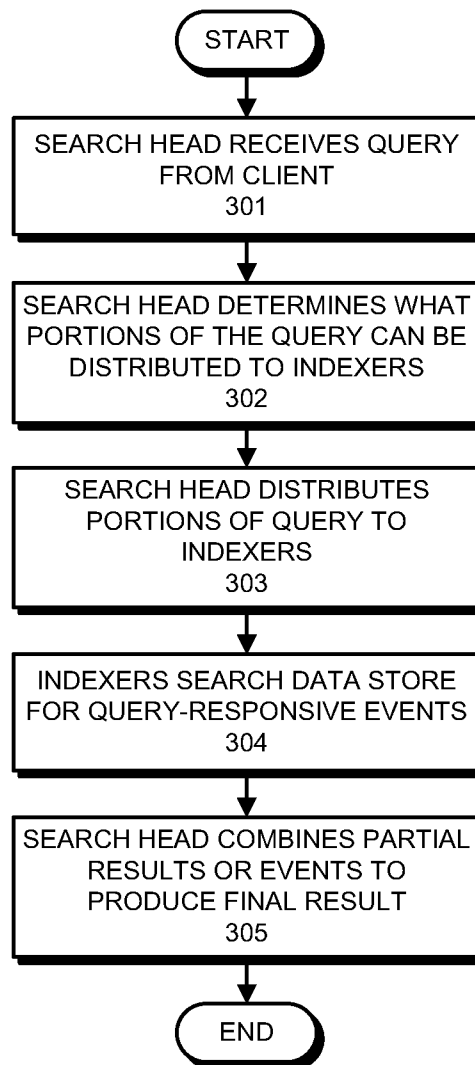 START
SEARCH HEAD RECEIVES QUERY
FROM CLIENT
301
SEARCH HEAD DETERMINES WHAT
PORTIONS OF THE QUERY CAN BE
DISTRIBUTED TO INDEXERS
302
SEARCH HEAD DISTRIBUTES
PORTIONS OF QUERY TO
INDEXERS
303
INDEXERS SEARCH DATA STORE
FOR QUERY-RESPONSIVE EVENTS
304
SEARCH HEAD COMBINES PARTIAL
RESULTS OR EVENTS TO
PRODUCE FINAL RESULT
305
END